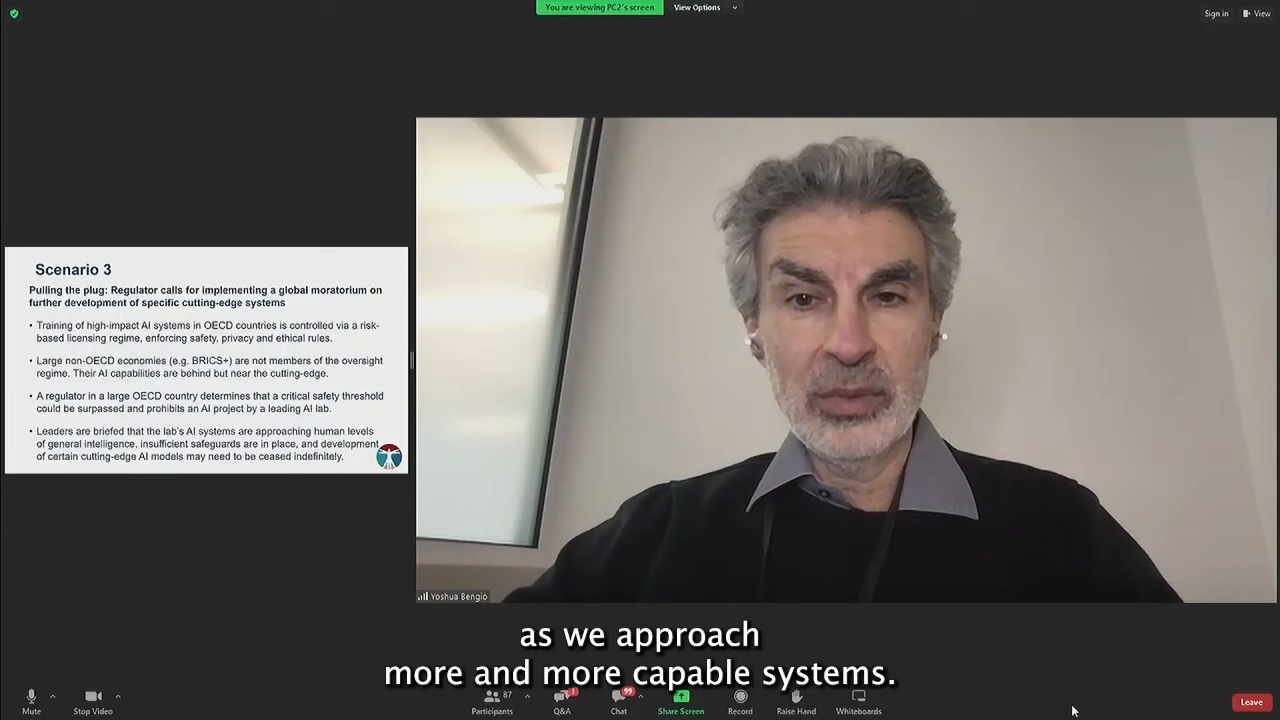 You are viewing PC2's screen
View Options
Sign in
View
Scenario 3
Pulling the plug: Regulator calls for implementing a global moratorium on
further development of specific cutting-edge systems
• Training of high-impact AI systems in OECD countries is controlled via a risk-
based licensing regime, enforcing safety, privacy and ethical rules.
• Large non-OECD economies (e.g. BRICS+) are not members of the oversight
regime. Their AI capabilities are behind but near the cutting-edge.
• A regulator in a large OECD country determines that a critical safety threshold
could be surpassed and prohibits an AI project by a leading AI lab.
• Leaders are briefed that the lab's AI systems are approaching human levels
of general intelligence, insufficient safeguards are in place, and development
of certain cutting-edge AI models may need to be ceased indefinitely.
Yoshua Bengio
as we approach
more and more capable systems.
87
1
99
Mute
Stop Video
Participants
Q&A
Chat
Share Screen
Record
Raise Hand
Whiteboards
Leave